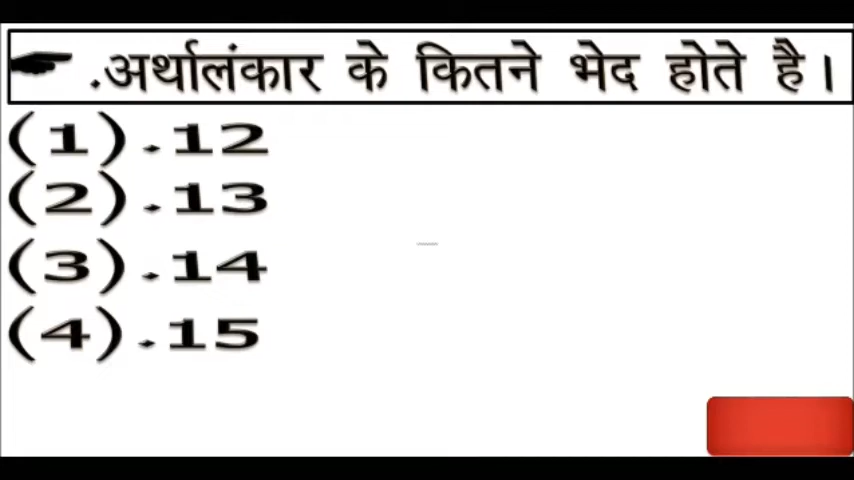 .अर्थालंकार के कितने भेद होते है।
(1).12
(2).13
(3).14
(4).15